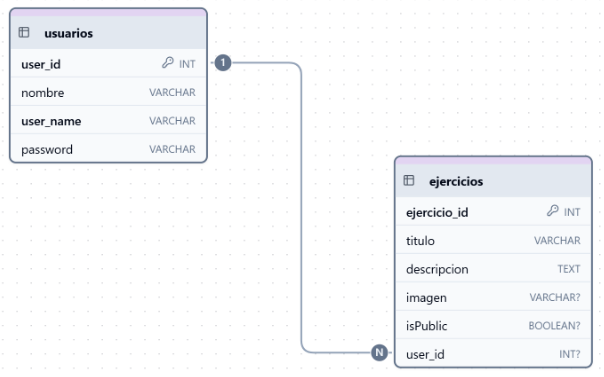 usuarios
user_id INT
nombre VARCHAR
user_name VARCHAR
password VARCHAR
1
ejercicios
ejercicio_id INT
titulo VARCHAR
descripcion TEXT
imagen VARCHAR?
isPublic BOOLEAN?
N
user_id INT?